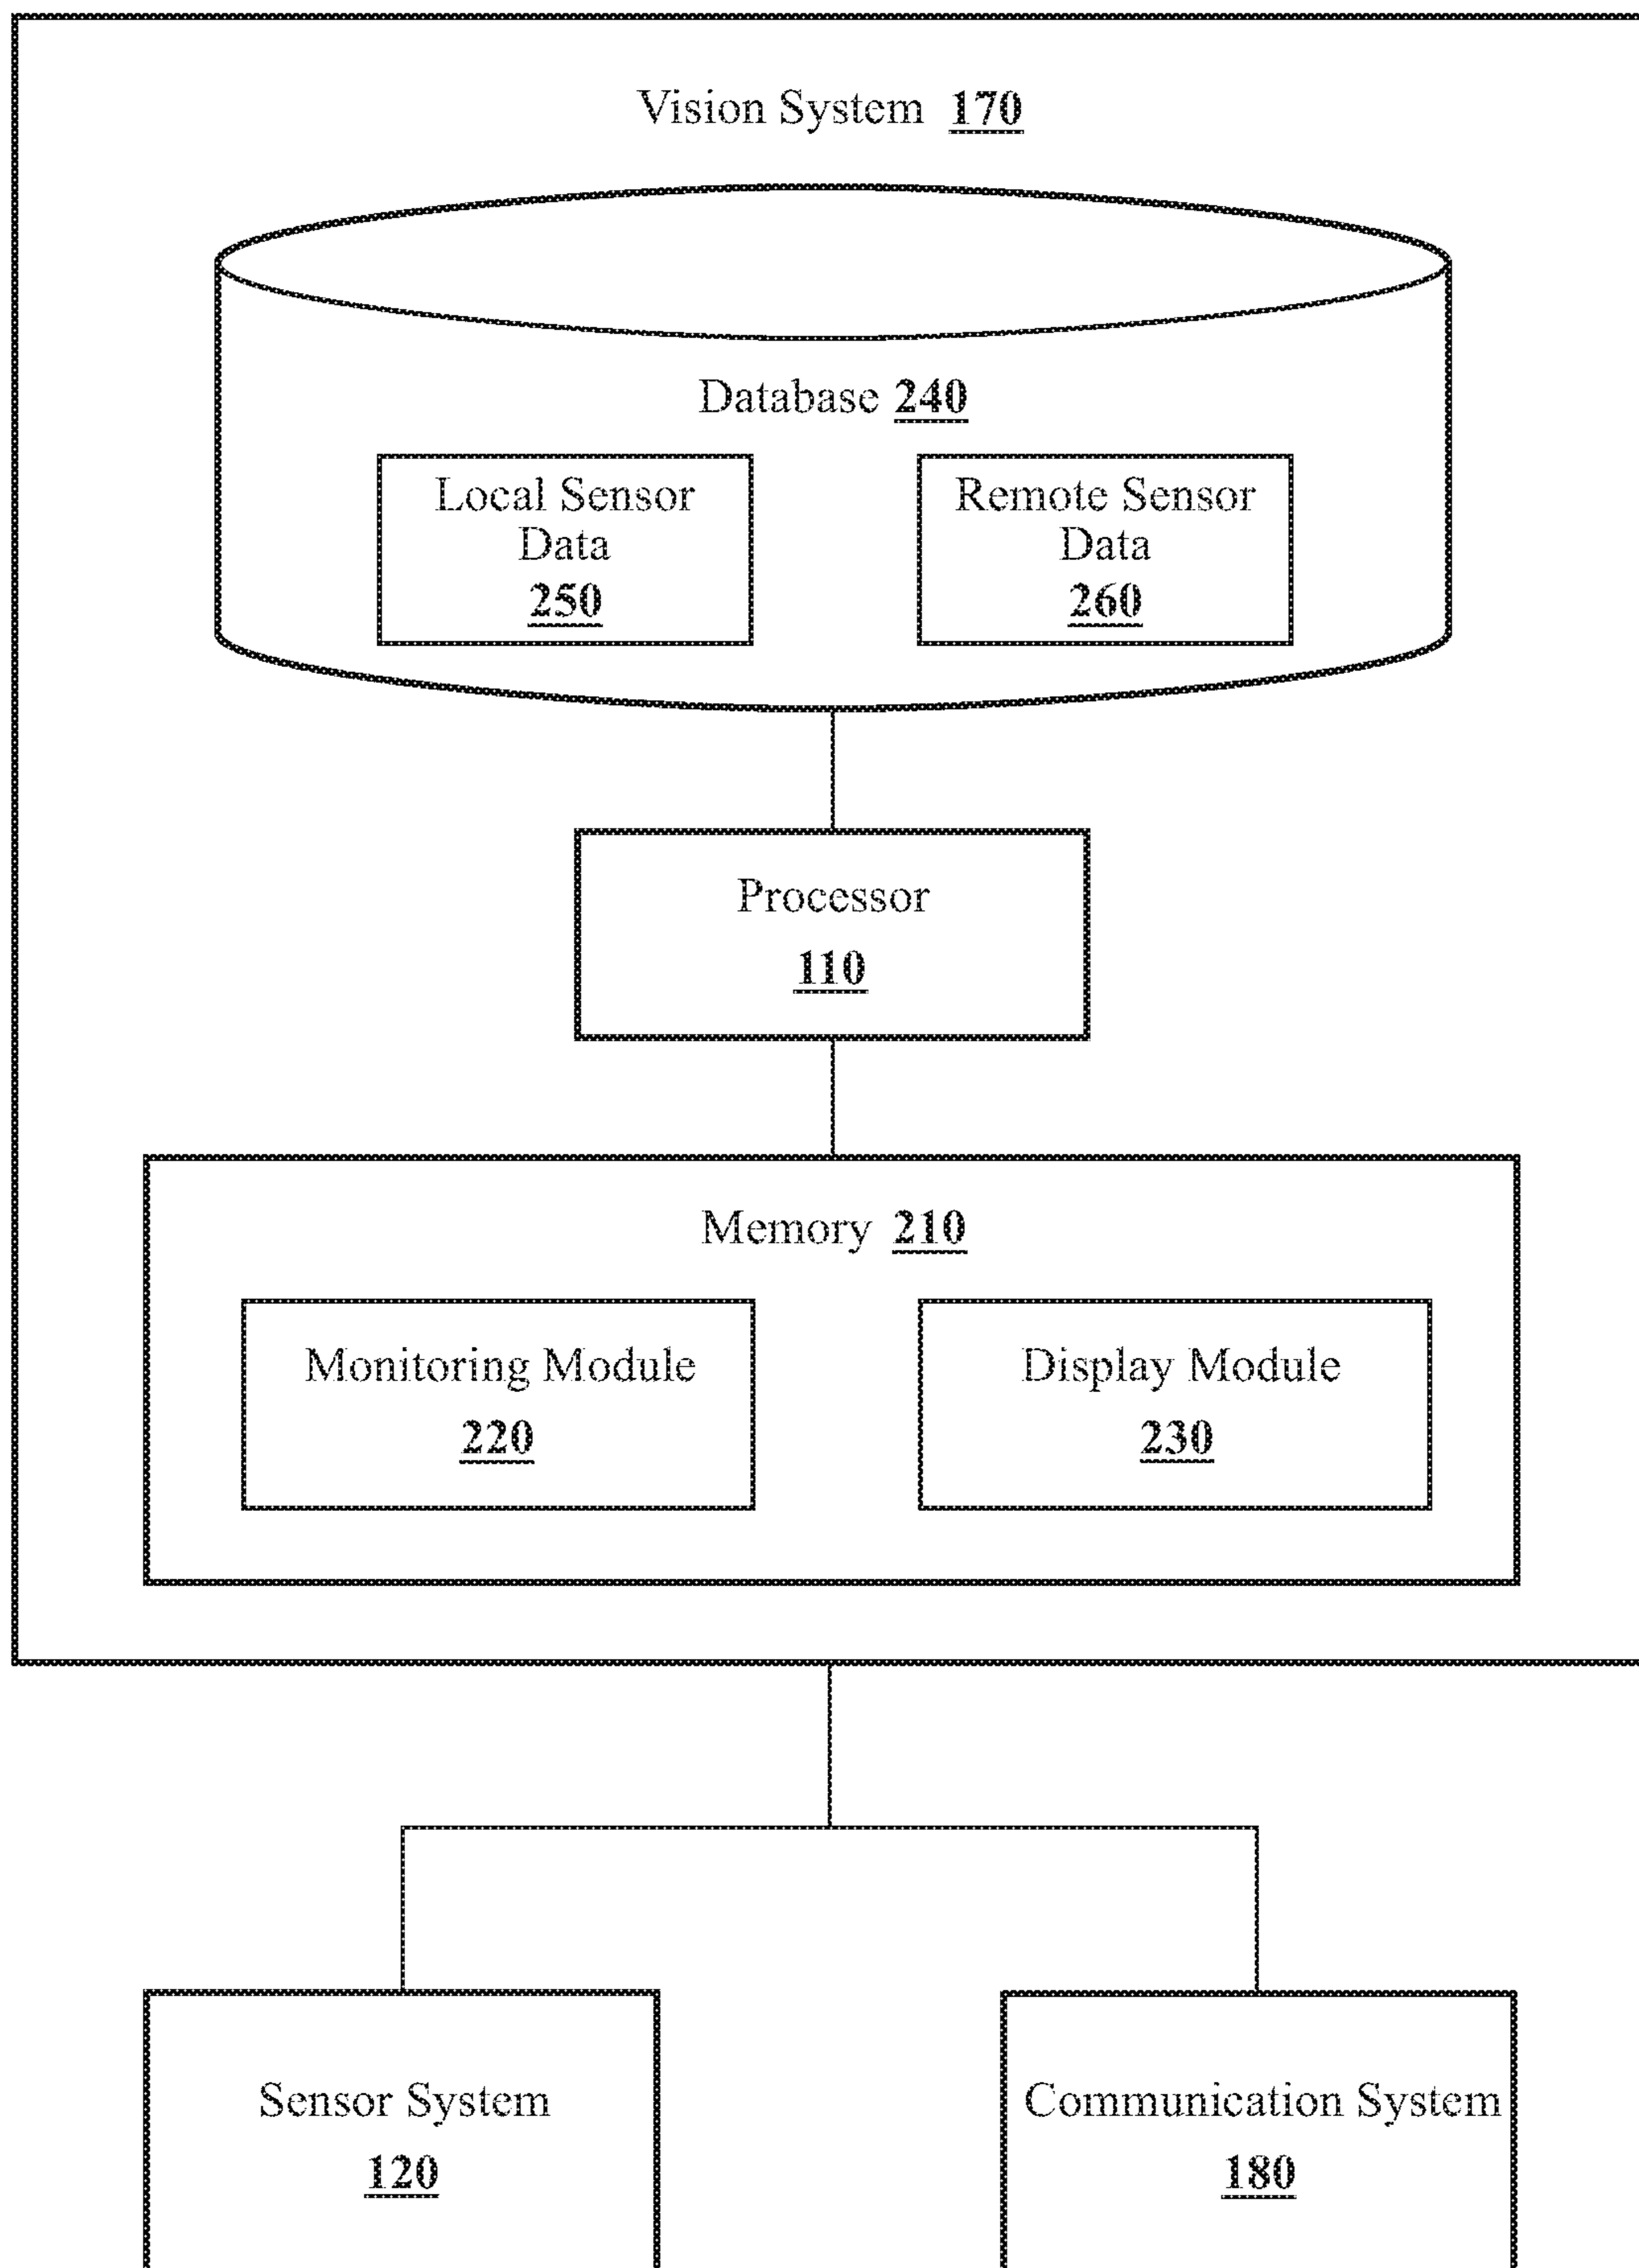 Vision System 170
Database 240
Local Sensor
Data
250
Remote Sensor
Data
260
Processor
110
Memory 210
Monitoring Module
220
Display Module
230
Sensor System
120
Communication System
180